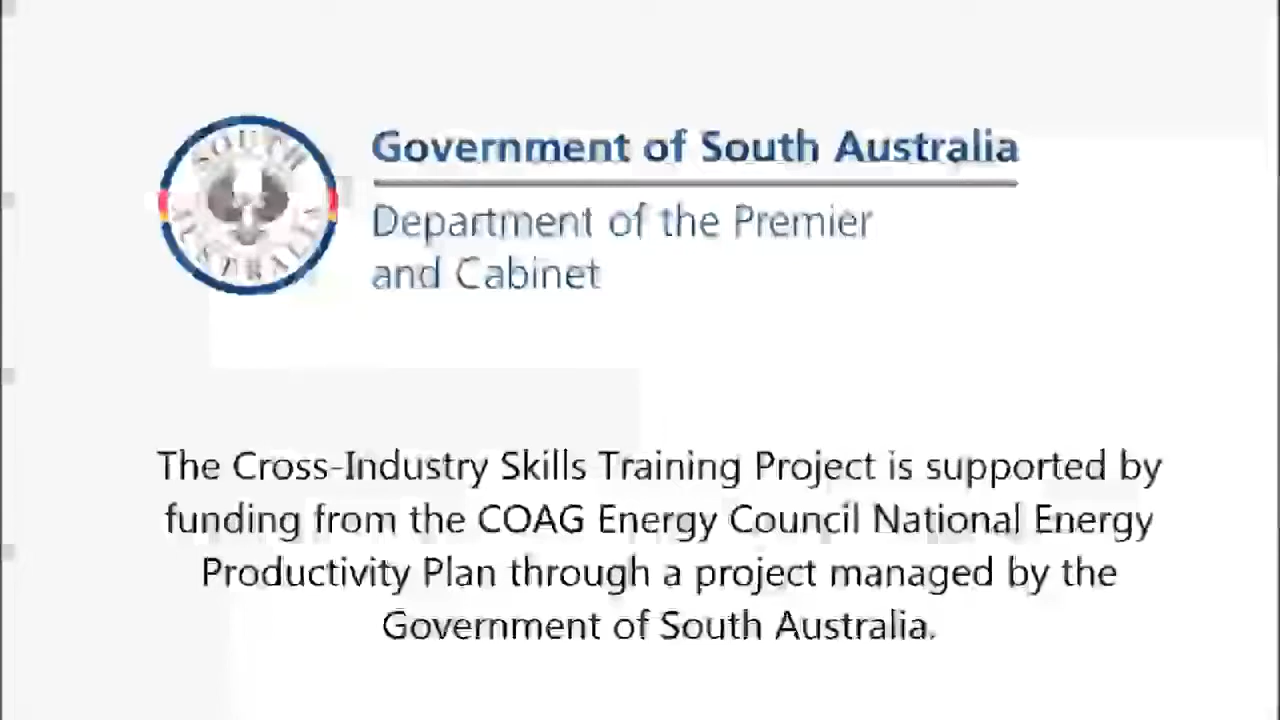 SOUTH
AUSTRALIA
Government of South Australia
Department of the Premier
and Cabinet
The Cross-Industry Skills Training Project is supported by
funding from the COAG Energy Council National Energy
Productivity Plan through a project managed by the
Government of South Australia.